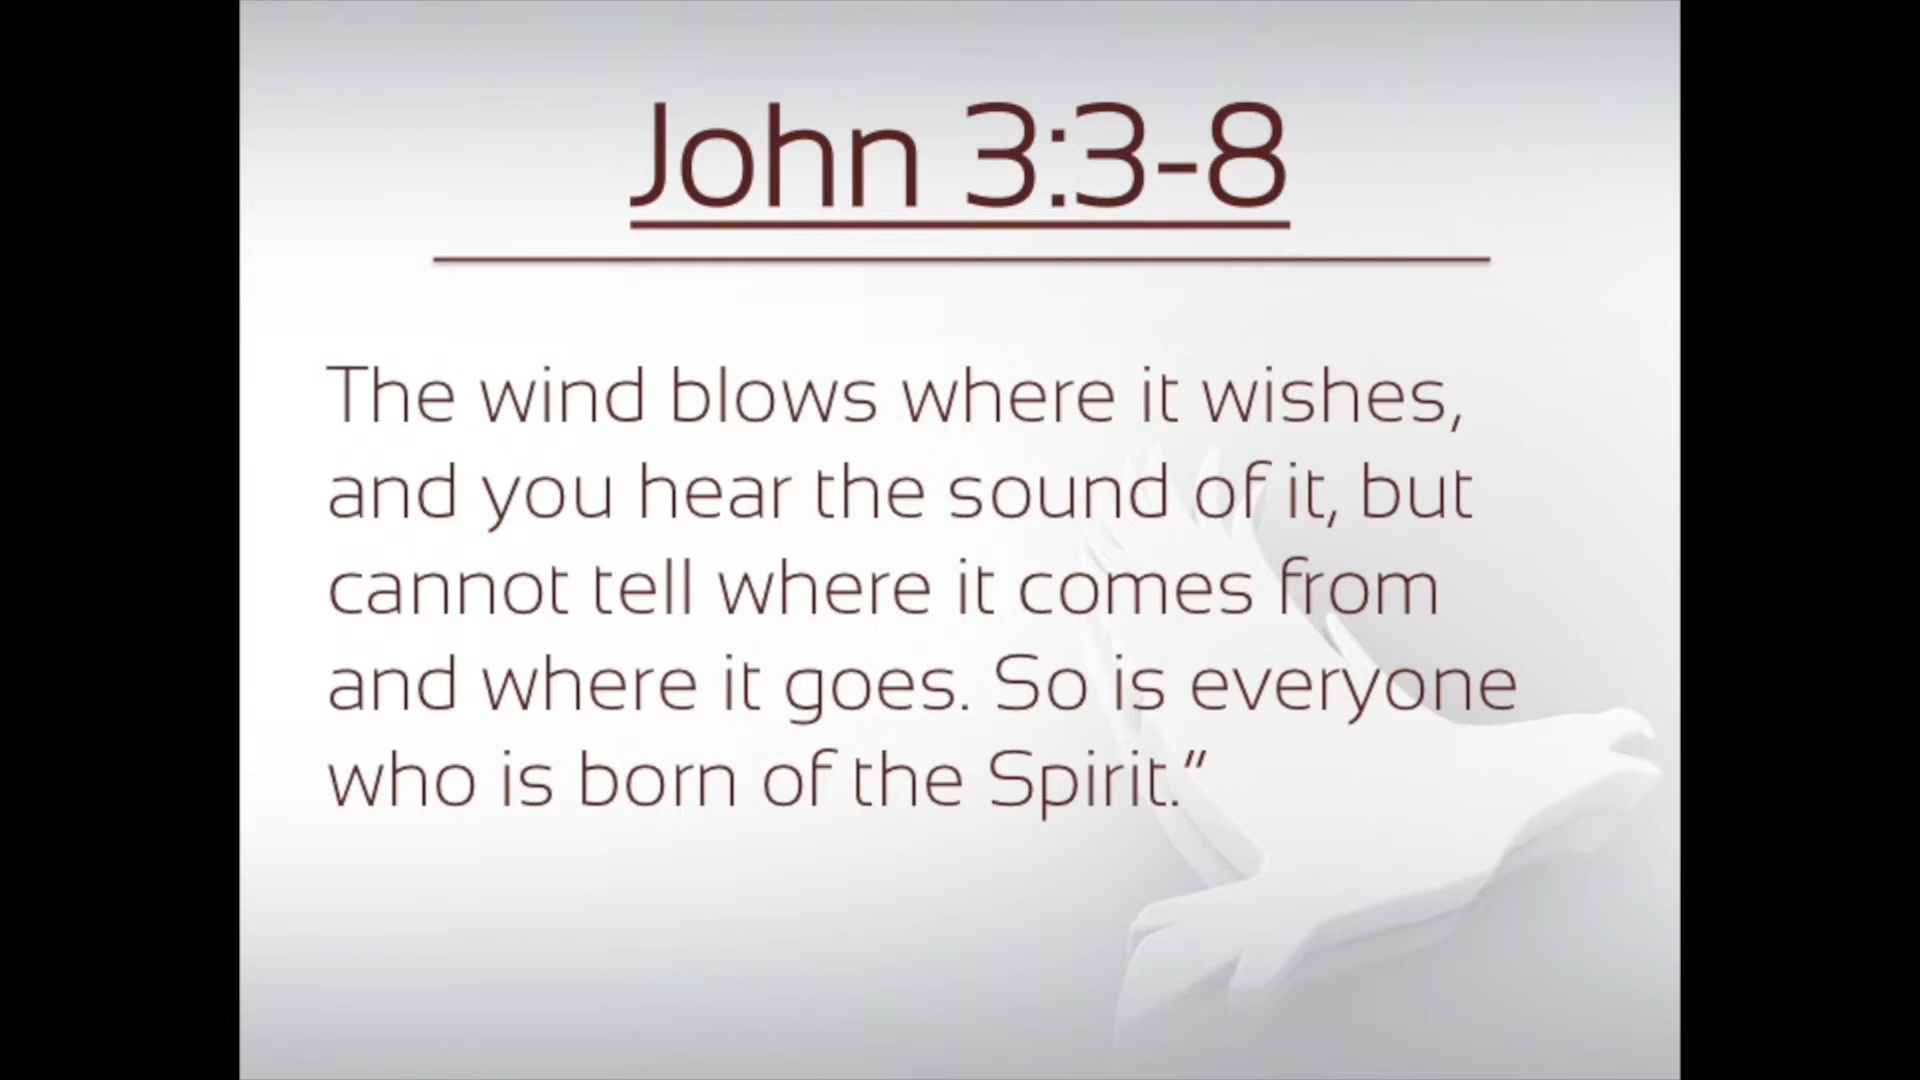 John 3:3-8
The wind blows where it wishes,
and you hear the sound of it, but
cannot tell where it comes from
and where it goes. So is everyone
who is born of the Spirit.”